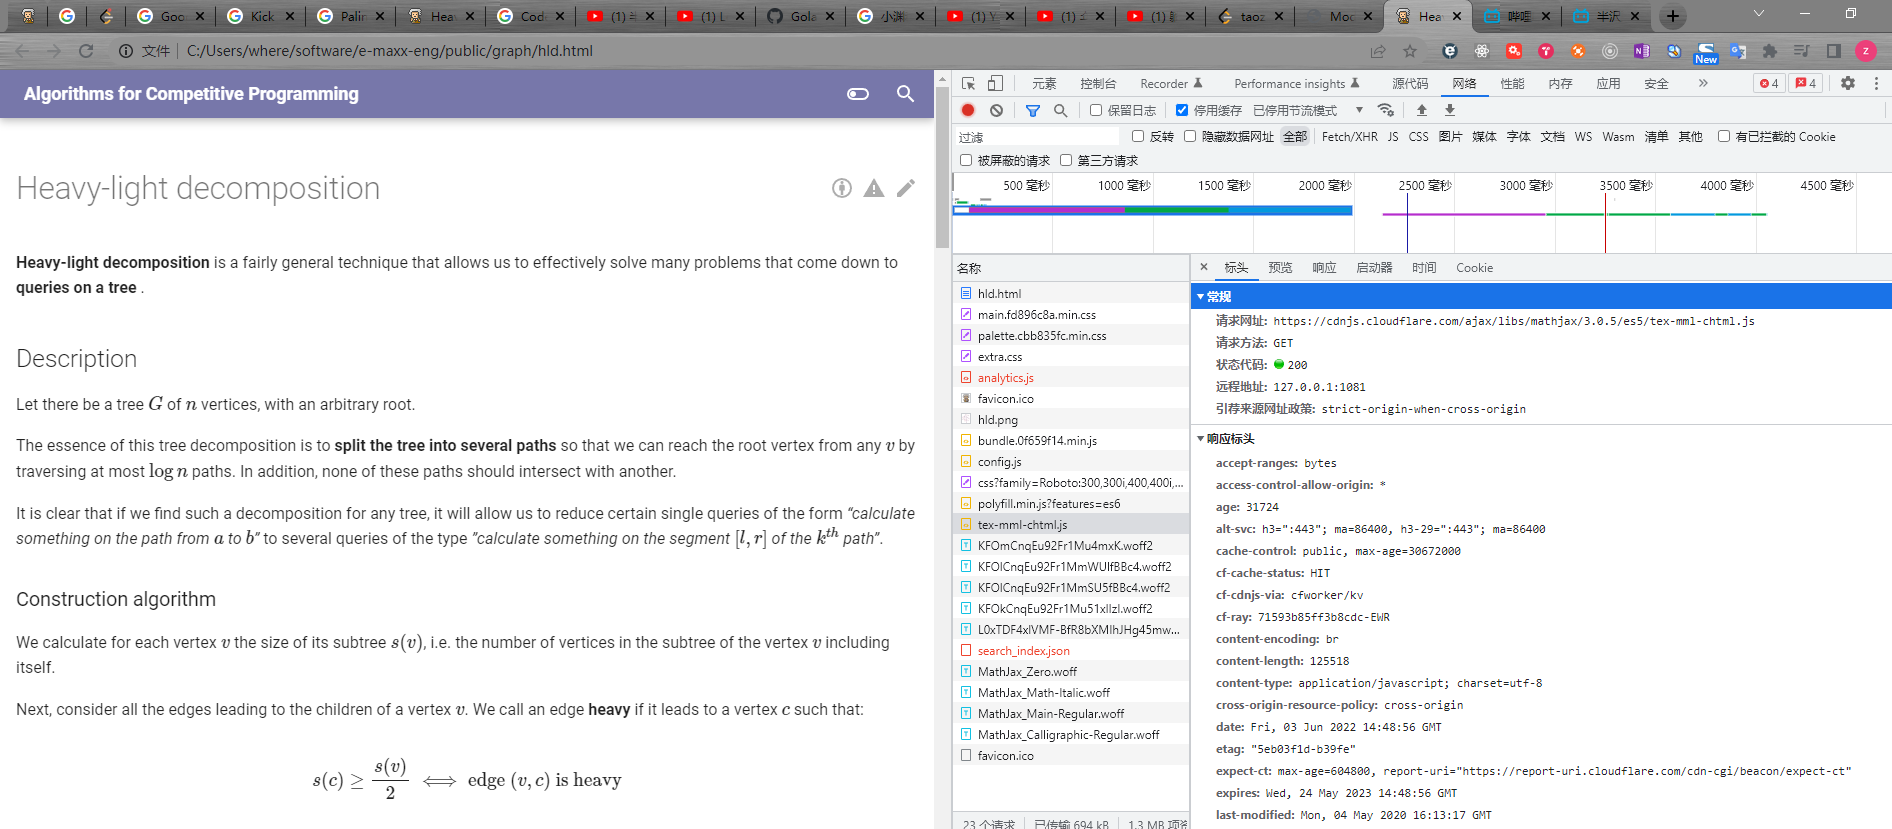 Goo
Kick
Palin
Heav
Cod
(1) 半
(1) L
Gola
小渊
(1) Y
(1)
(1)
taoz
Moc
Hea
哔哩
半沢
文件 C:/Users/where/software/e-maxx-eng/public/graph/hld.html
New
Z
Algorithms for Competitive Programming
Heavy-light decomposition
Heavy-light decomposition is a fairly general technique that allows us to effectively solve many problems that come down to
queries on a tree .
Description
Let there be a tree G of n vertices, with an arbitrary root.
The essence of this tree decomposition is to split the tree into several paths so that we can reach the root vertex from any v by
traversing at most log n paths. In addition, none of these paths should intersect with another.
It is clear that if we find such a decomposition for any tree, it will allow us to reduce certain single queries of the form “calculate
something on the path from a to b” to several queries of the type ”calculate something on the segment [l, r] of the kᵗʰ path”.
Construction algorithm
We calculate for each vertex v the size of its subtree s(v), i.e. the number of vertices in the subtree of the vertex v including
itself.
Next, consider all the edges leading to the children of a vertex v. We call an edge heavy if it leads to a vertex c such that:
s(c) ≥ s(v)/2 ⟺ edge (v, c) is heavy
元素 控制台 Recorder Performance insights 源代码 网络 性能 内存 应用 安全 » 4 4
保留日志 停用缓存 已停用节流模式
过滤 反转 隐藏数据网址 全部 Fetch/XHR JS CSS 图片 媒体 字体 文档 WS Wasm 清单 其他 有已拦截的 Cookie
被屏蔽的请求 第三方请求
500 毫秒 1000 毫秒 1500 毫秒 2000 毫秒 2500 毫秒 3000 毫秒 3500 毫秒 4000 毫秒 4500 毫秒
名称
hld.html
main.fd896c8a.min.css
palette.cbb835fc.min.css
extra.css
analytics.js
favicon.ico
hld.png
bundle.0f659f14.min.js
config.js
css?family=Roboto:300,300i,400,400i,...
polyfill.min.js?features=es6
tex-mml-chtml.js
KFOmCnqEu92Fr1Mu4mxK.woff2
KFOlCnqEu92Fr1MmWUlfBBc4.woff2
KFOlCnqEu92Fr1MmSU5fBBc4.woff2
KFOkCnqEu92Fr1Mu51xIIzI.woff2
L0xTDF4xlVMF-BfR8bXMIhJHg45mw...
search_index.json
MathJax_Zero.woff
MathJax_Math-Italic.woff
MathJax_Main-Regular.woff
MathJax_Calligraphic-Regular.woff
favicon.ico
23 个请求 已传输 694 kB 1.3 MB 项资
标头 预览 响应 启动器 时间 Cookie
常规
请求网址: https://cdnjs.cloudflare.com/ajax/libs/mathjax/3.0.5/es5/tex-mml-chtml.js
请求方法: GET
状态代码: 200
远程地址: 127.0.0.1:1081
引荐来源网址政策: strict-origin-when-cross-origin
响应标头
accept-ranges: bytes
access-control-allow-origin: *
age: 31724
alt-svc: h3=":443"; ma=86400, h3-29=":443"; ma=86400
cache-control: public, max-age=30672000
cf-cache-status: HIT
cf-cdnjs-via: cfworker/kv
cf-ray: 71593b85ff3b8cdc-EWR
content-encoding: br
content-length: 125518
content-type: application/javascript; charset=utf-8
cross-origin-resource-policy: cross-origin
date: Fri, 03 Jun 2022 14:48:56 GMT
etag: "5eb03f1d-b39fe"
expect-ct: max-age=604800, report-uri="https://report-uri.cloudflare.com/cdn-cgi/beacon/expect-ct"
expires: Wed, 24 May 2023 14:48:56 GMT
last-modified: Mon, 04 May 2020 16:13:17 GMT